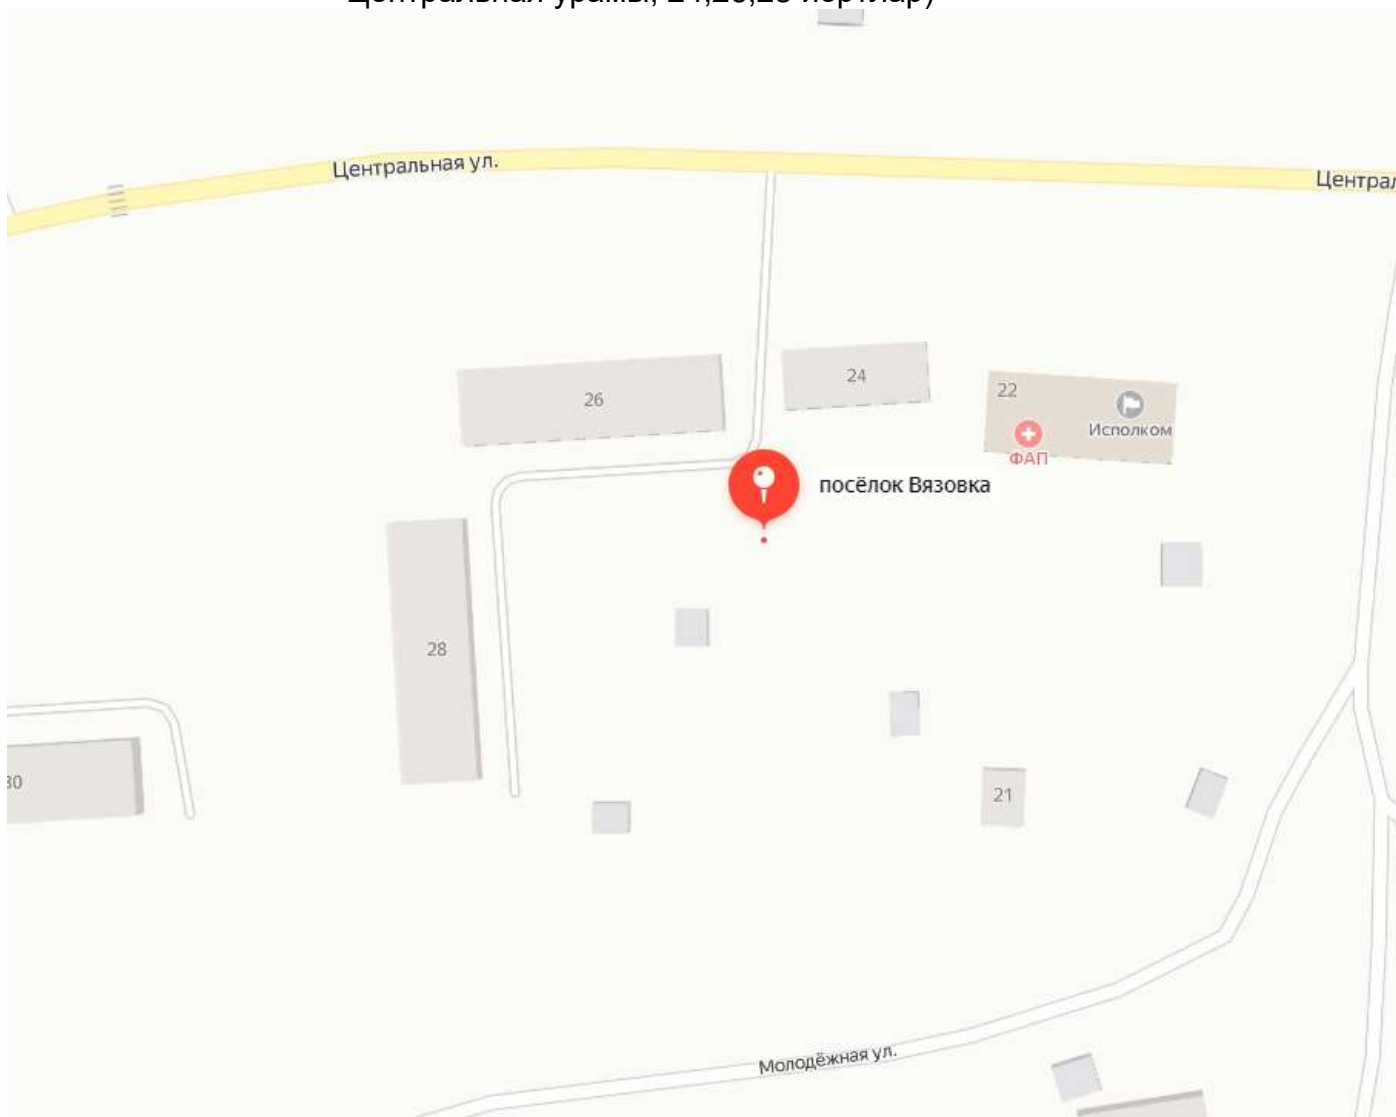 Центральная ул.
Централ
26
24
22
Исполком
ФАП
посёлок Вязовка
28
30
21
Молодёжная ул.